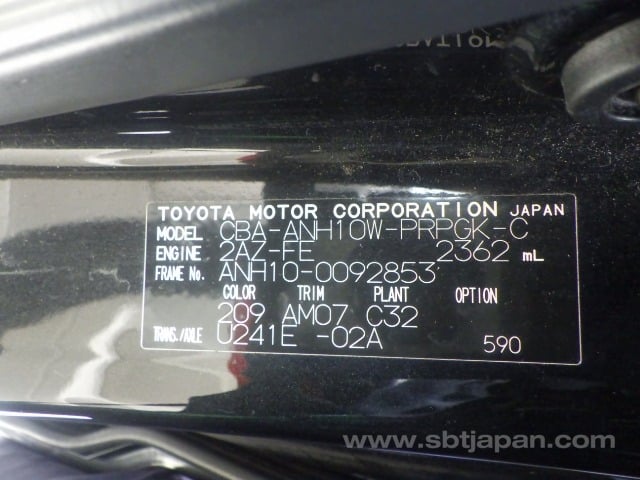 TOYOTA MOTOR CORPORATION JAPAN
MODEL CBA-ANH10W-PRPGK-C
ENGINE 2AZ-FE 2362 mL
FRAME No. ANH10-0092853
COLOR TRIM PLANT OPTION
209 AM07 C32
TRANS./AXLE U241E -02A 590
www.sbtjapan.com